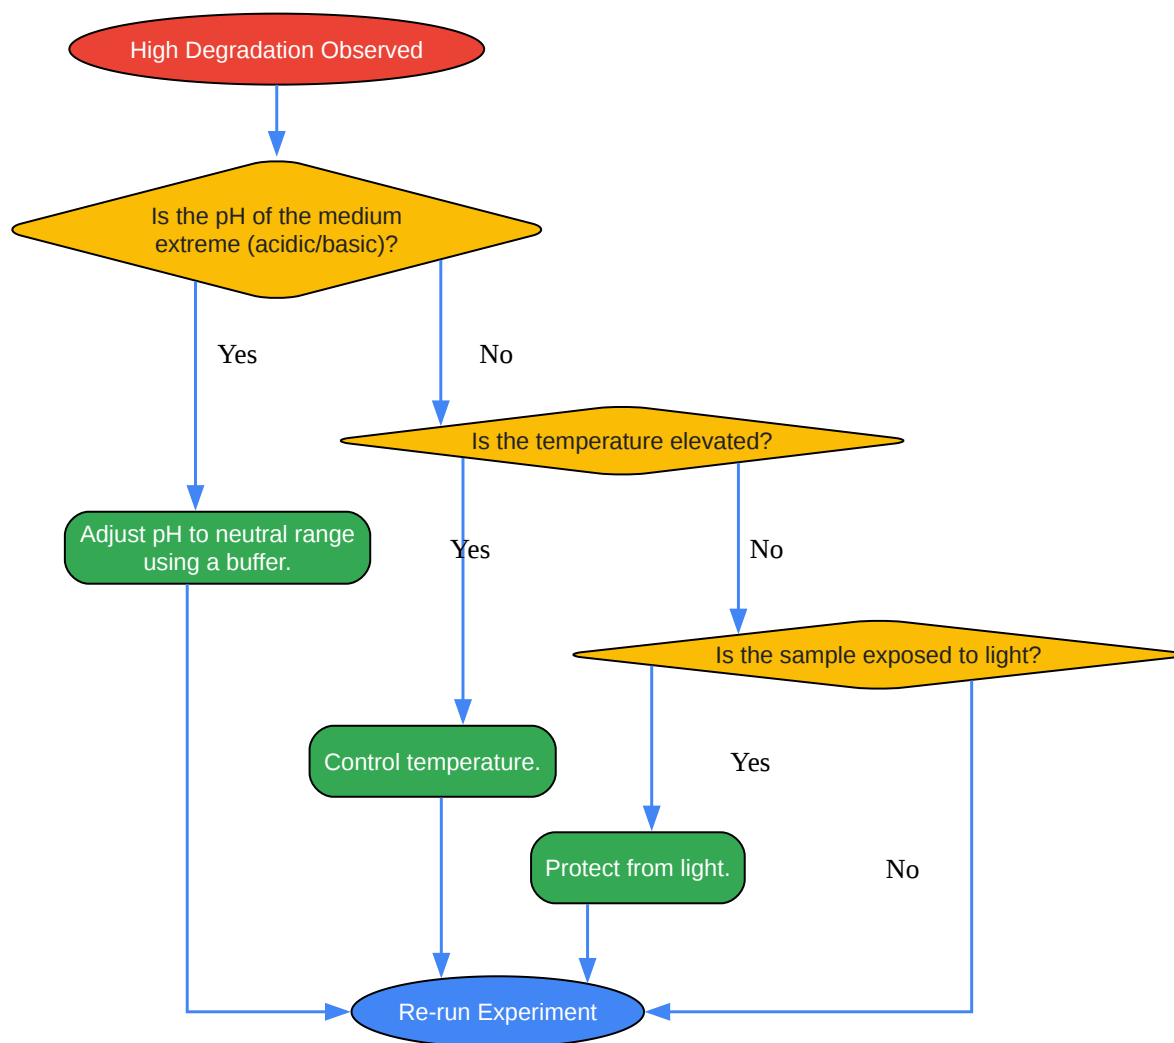 High Degradation Observed
Is the pH of the medium
extreme (acidic/basic)?
Yes
No
Is the temperature elevated?
Adjust pH to neutral range
using a buffer.
Yes
No
Is the sample exposed to light?
Control temperature.
Yes
Protect from light.
No
Re-run Experiment